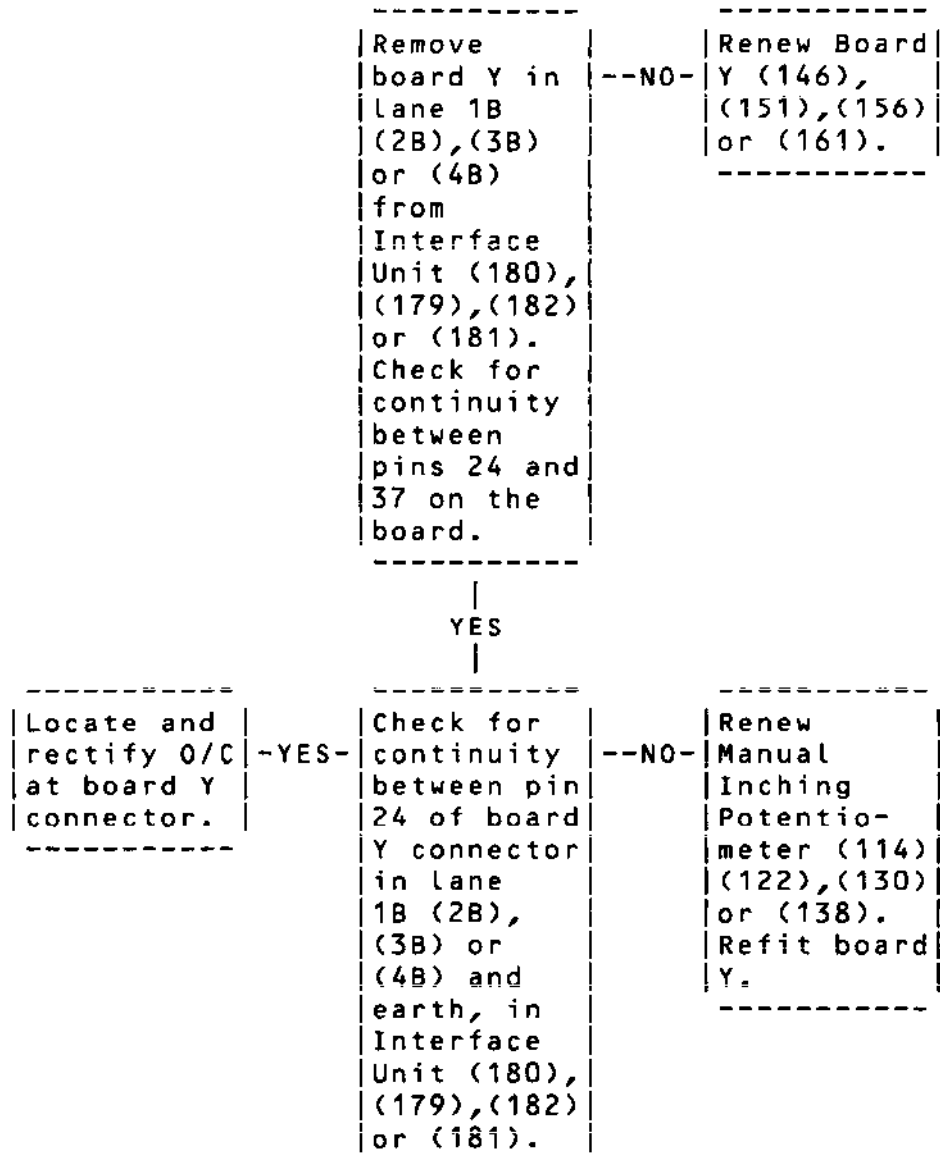 Remove
board Y in
lane 1B
(2B),(3B)
or (4B)
from
Interface
Unit (180),
(179),(182)
or (181).
Check for
continuity
between
pins 24 and
37 on the
board.
--NO-
Renew Board
Y (146),
(151),(156)
or (161).
YES
Locate and
rectify O/C
at board Y
connector.
-YES-
Check for
continuity
between pin
24 of board
Y connector
in lane
1B (2B),
(3B) or
(4B) and
earth, in
Interface
Unit (180),
(179),(182)
or (181).
--NO-
Renew
Manual
Inching
Potentio-
meter (114)
(122),(130)
or (138).
Refit board
Y.